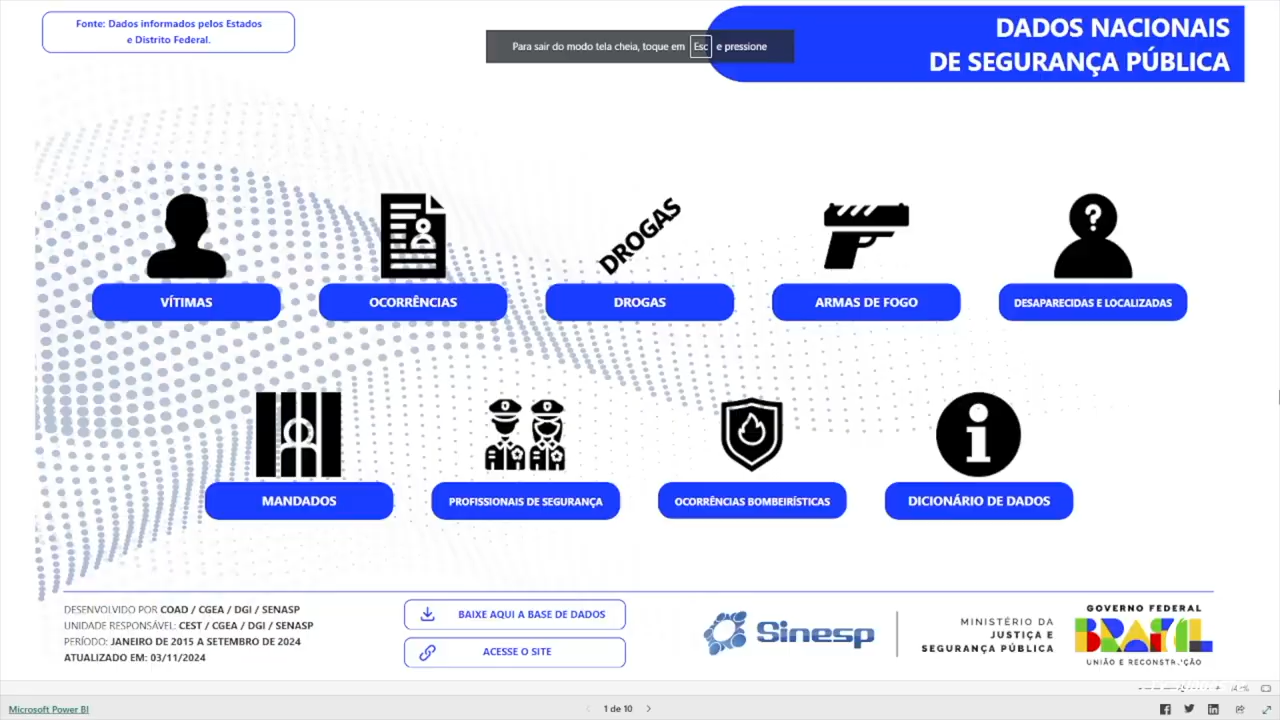 Fonte: Dados informados pelos Estados
e Distrito Federal.
Para sair do modo tela cheia, toque em Esc e pressione
DADOS NACIONAIS
DE SEGURANÇA PÚBLICA
DROGAS
VÍTIMAS
OCORRÊNCIAS
DROGAS
ARMAS DE FOGO
DESAPARECIDAS E LOCALIZADAS
MANDADOS
PROFISSIONAIS DE SEGURANÇA
OCORRÊNCIAS BOMBEIRÍSTICAS
DICIONÁRIO DE DADOS
DESENVOLVIDO POR COAD / CGEA / DGI / SENASP
UNIDADE RESPONSÁVEL: CEST / CGEA / DGI / SENASP
PERÍODO: JANEIRO DE 2015 A SETEMBRO DE 2024
ATUALIZADO EM: 03/11/2024
BAIXE AQUI A BASE DE DADOS
ACESSE O SITE
Sinesp
MINISTÉRIO DA
JUSTIÇA E
SEGURANÇA PÚBLICA
GOVERNO FEDERAL
BRASIL
UNIÃO E RECONSTRUÇÃO
Microsoft Power BI
1 de 10